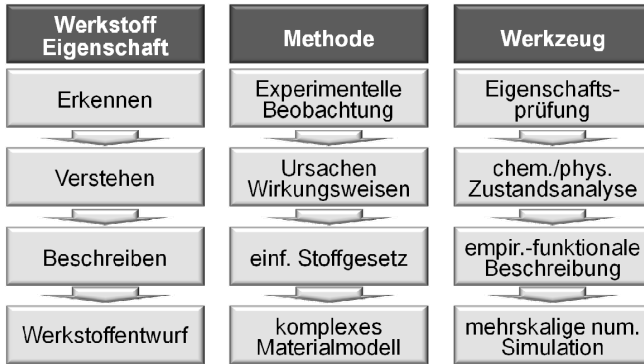 Werkstoff
Eigenschaft
Methode
Werkzeug
Erkennen
Experimentelle
Beobachtung
Eigenschafts-
prüfung
Verstehen
Ursachen
Wirkungsweisen
chem./phys.
Zustandsanalyse
Beschreiben
einf. Stoffgesetz
empir.-funktionale
Beschreibung
Werkstoffentwurf
komplexes
Materialmodell
mehrskalige num.
Simulation